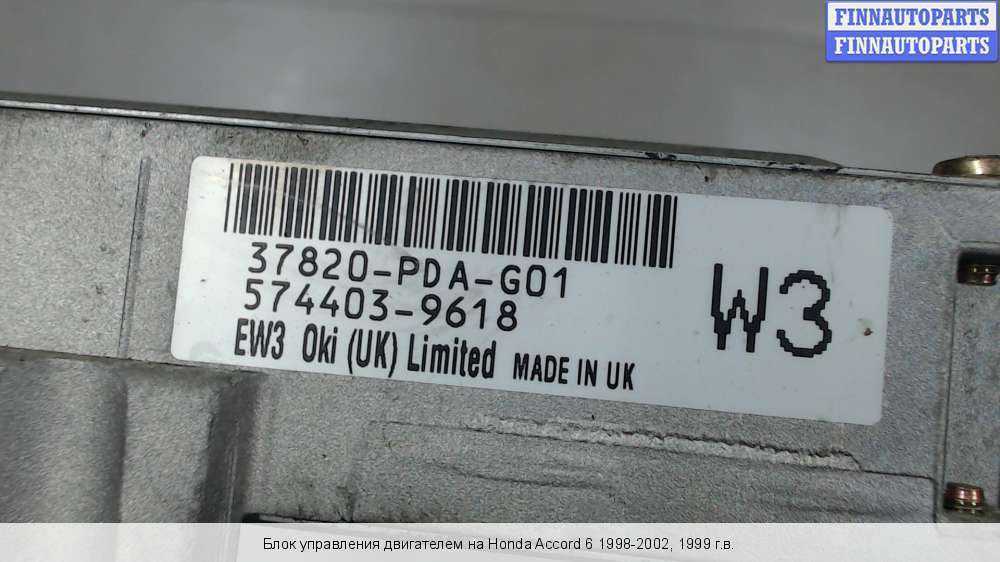 FINNAUTOPARTS
FINNAUTOPARTS
37820-PDA-G01
574403-9618
W3
EW3 Oki (UK) Limited MADE IN UK
Блок управления двигателем на Honda Accord 6 1998-2002, 1999 г.в.